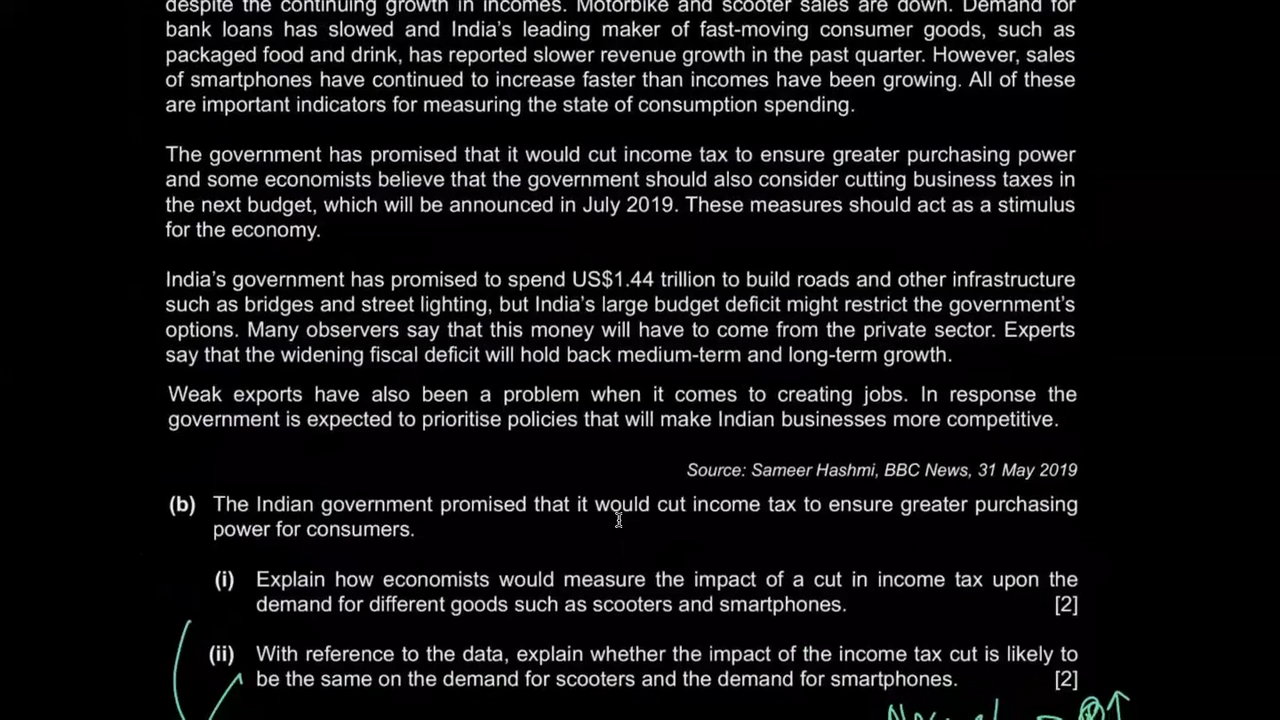 despite the continuing growth in incomes. Motorbike and scooter sales are down. Demand for
bank loans has slowed and India's leading maker of fast-moving consumer goods, such as
packaged food and drink, has reported slower revenue growth in the past quarter. However, sales
of smartphones have continued to increase faster than incomes have been growing. All of these
are important indicators for measuring the state of consumption spending.
The government has promised that it would cut income tax to ensure greater purchasing power
and some economists believe that the government should also consider cutting business taxes in
the next budget, which will be announced in July 2019. These measures should act as a stimulus
for the economy.
India's government has promised to spend US$1.44 trillion to build roads and other infrastructure
such as bridges and street lighting, but India's large budget deficit might restrict the government's
options. Many observers say that this money will have to come from the private sector. Experts
say that the widening fiscal deficit will hold back medium-term and long-term growth.
Weak exports have also been a problem when it comes to creating jobs. In response the
government is expected to prioritise policies that will make Indian businesses more competitive.
Source: Sameer Hashmi, BBC News, 31 May 2019
(b) The Indian government promised that it would cut income tax to ensure greater purchasing
power for consumers.
(i) Explain how economists would measure the impact of a cut in income tax upon the
demand for different goods such as scooters and smartphones. [2]
(ii) With reference to the data, explain whether the impact of the income tax cut is likely to
be the same on the demand for scooters and the demand for smartphones. [2]